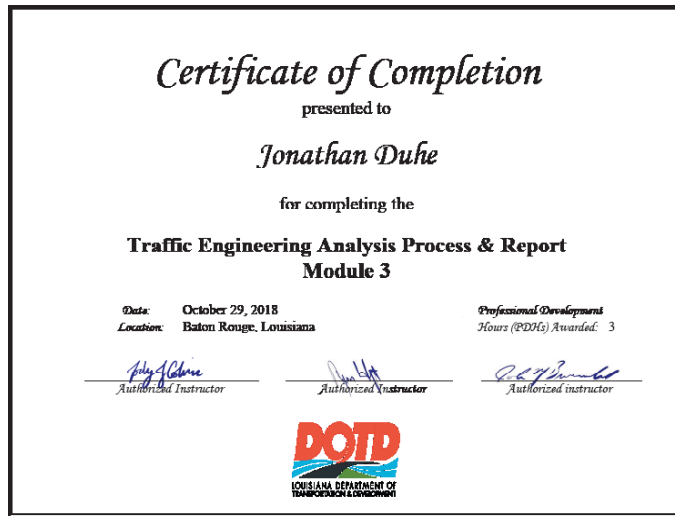 Certificate of Completion
presented to
Jonathan Duhe
for completing the
Traffic Engineering Analysis Process & Report
Module 3
Date: October 29, 2018
Location: Baton Rouge, Louisiana
Professional Development
Hours (PDHs) Awarded: 3
Authorized Instructor
Authorized Instructor
Authorized instructor
DOTD
LOUISIANA DEPARTMENT OF
TRANSPORTATION & DEVELOPMENT